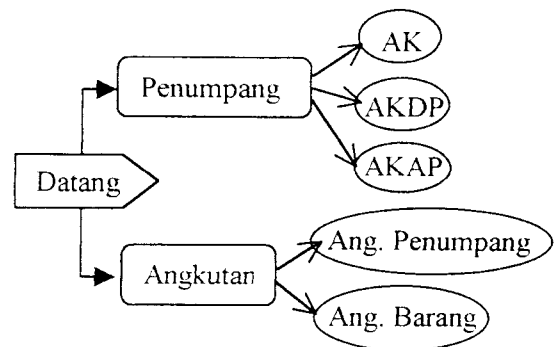 AK
Penumpang
AKDP
AKAP
Datang
Ang. Penumpang
Angkutan
Ang. Barang